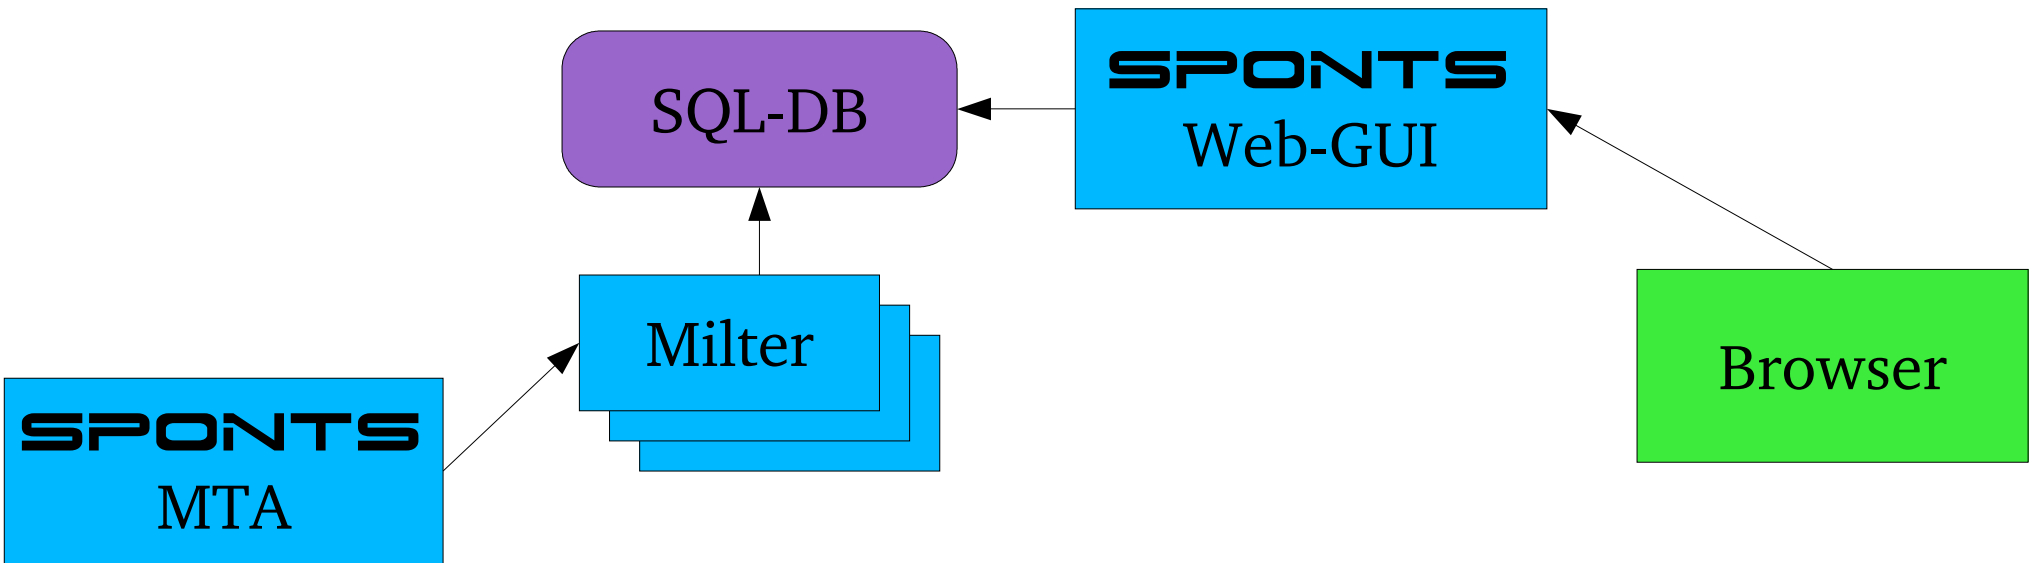 SQL-DB
SPONTS
Web-GUI
Milter
Browser
SPONTS
MTA